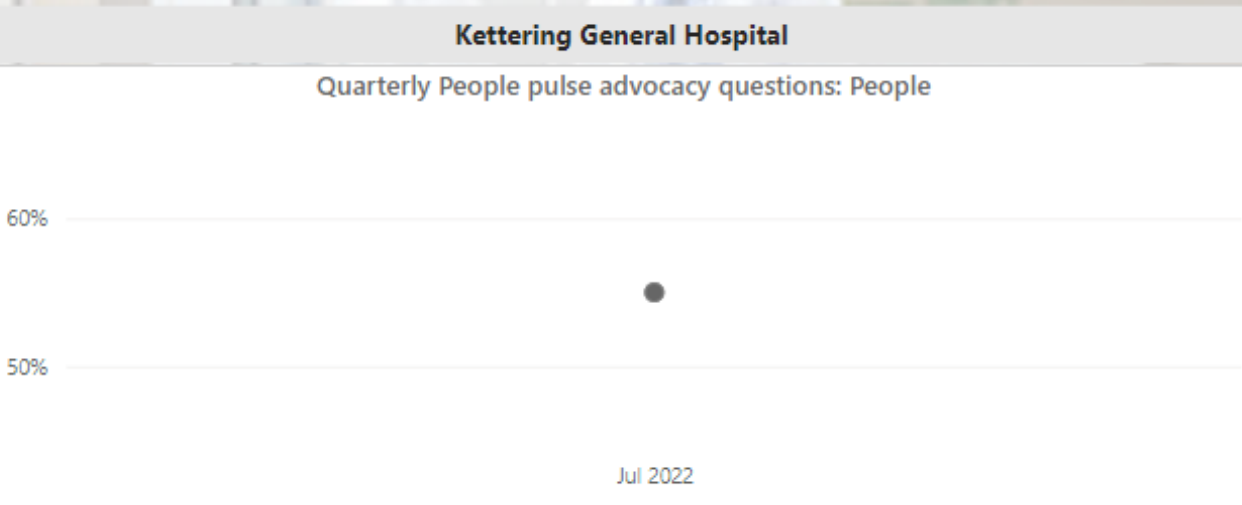 Kettering General Hospital
Quarterly People pulse advocacy questions: People
60%
50%
Jul 2022